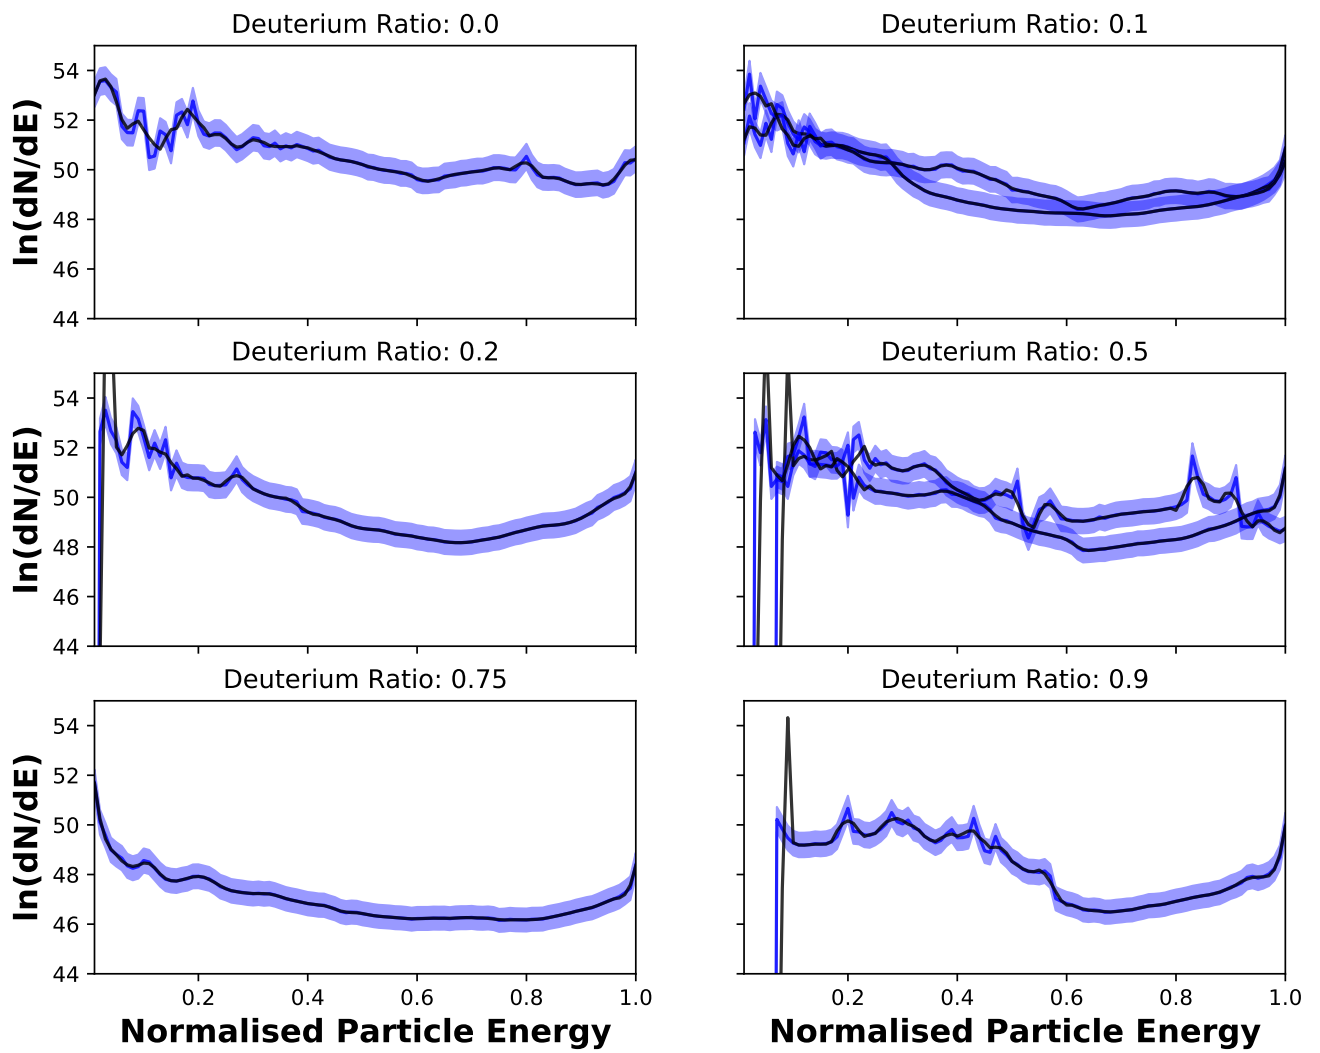 Deuterium Ratio: 0.0
Deuterium Ratio: 0.1
54
52
50
48
46
44
ln(dN/dE)
Deuterium Ratio: 0.2
Deuterium Ratio: 0.5
54
52
50
48
46
44
ln(dN/dE)
Deuterium Ratio: 0.75
Deuterium Ratio: 0.9
54
52
50
48
46
44
ln(dN/dE)
0.2 0.4 0.6 0.8 1.0
0.2 0.4 0.6 0.8 1.0
Normalised Particle Energy
Normalised Particle Energy